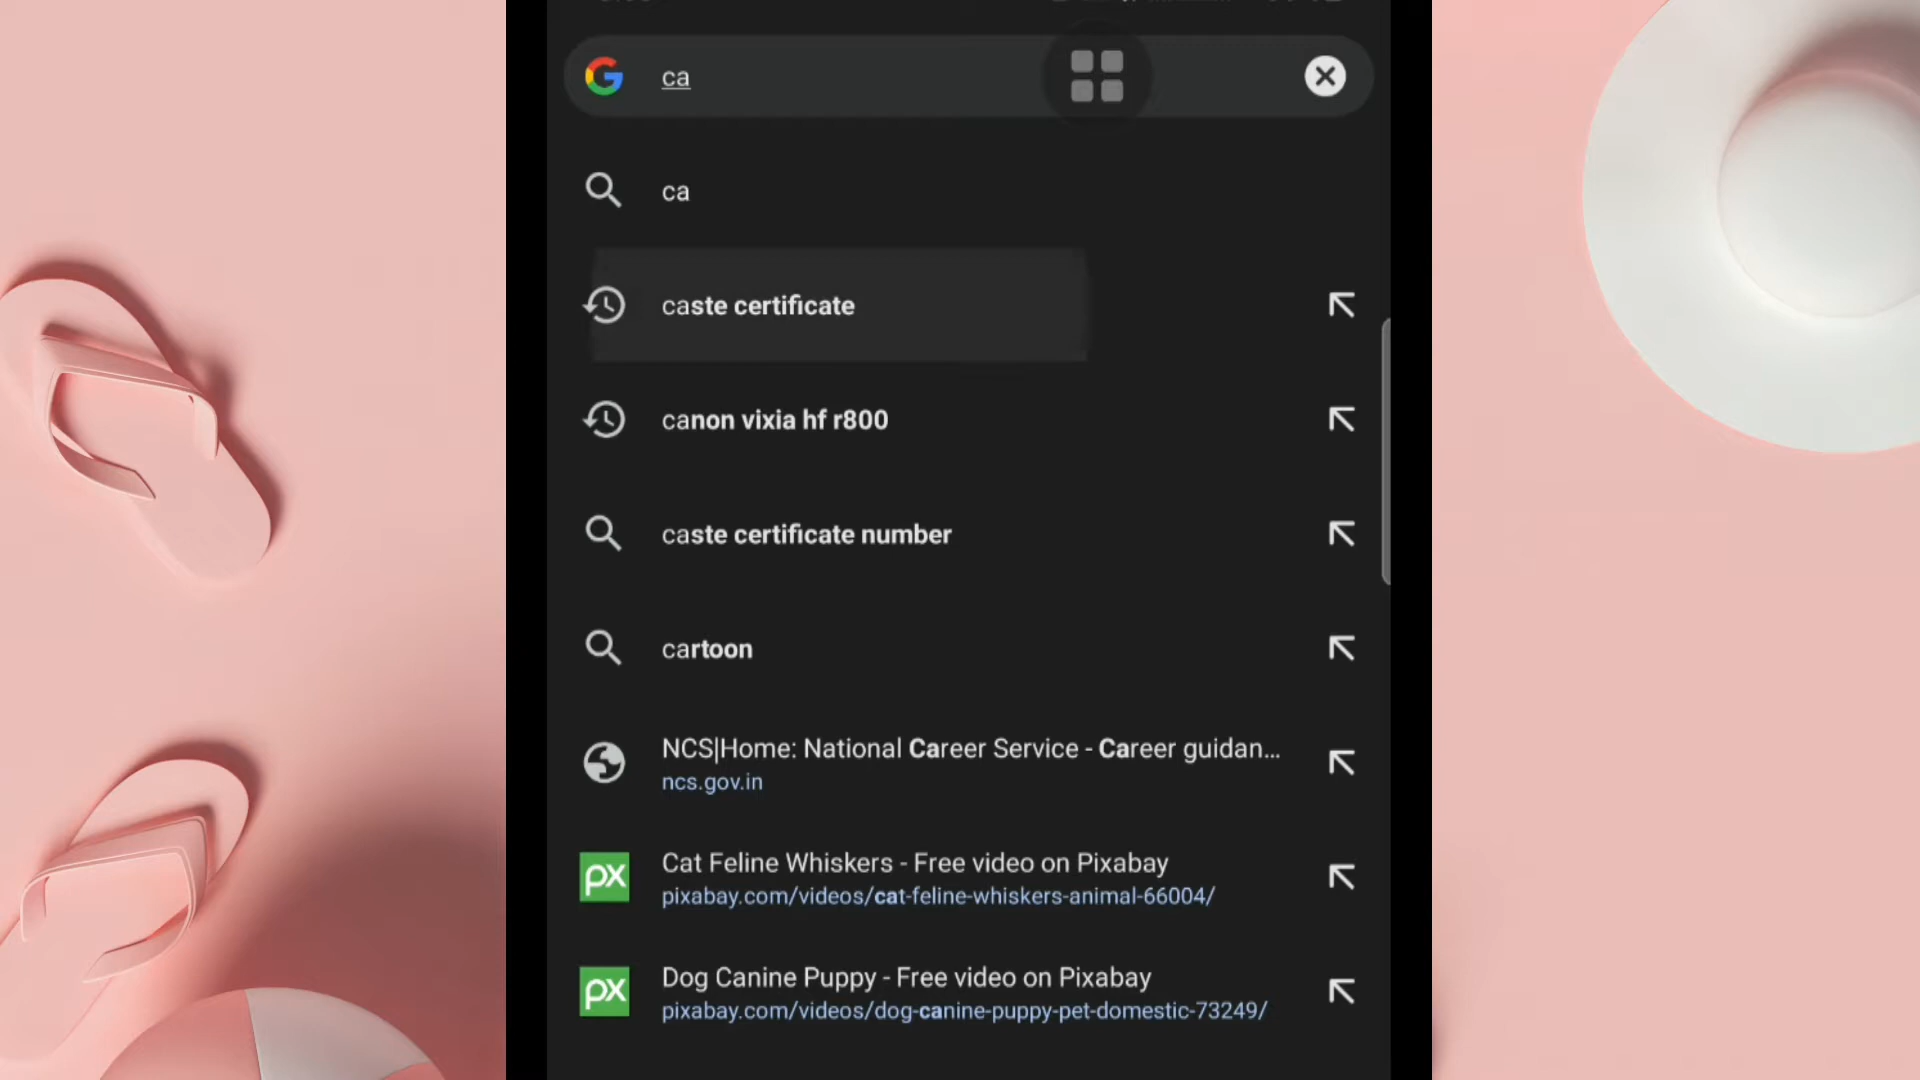 ca
ca
caste certificate
canon vixia hf r800
caste certificate number
cartoon
NCS|Home: National Career Service - Career guidan...
ncs.gov.in
px
Cat Feline Whiskers - Free video on Pixabay
pixabay.com/videos/cat-feline-whiskers-animal-66004/
px
Dog Canine Puppy - Free video on Pixabay
pixabay.com/videos/dog-canine-puppy-pet-domestic-73249/